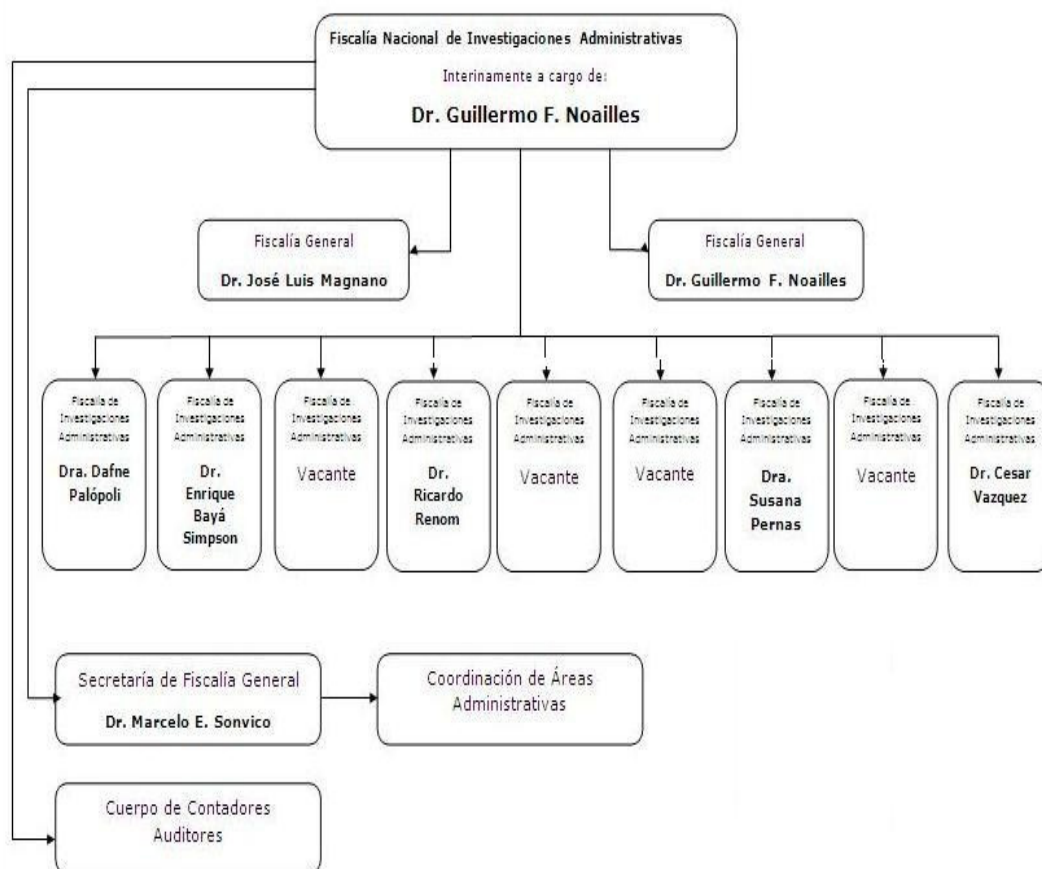 Fiscalía Nacional de Investigaciones Administrativas
Interinamente a cargo de:
Dr. Guillermo F. Noailles
Fiscalía General
Dr. José Luis Magnano
Fiscalía General
Dr. Guillermo F. Noailles
Fiscalía de
Investigaciones
Administrativas
Dra. Dafne
Palópoli
Fiscalía de
Investigaciones
Administrativas
Dr.
Enrique
Bayá
Simpson
Fiscalía de
Investigaciones
Administrativas
Vacante
Fiscalía de
Investigaciones
Administrativas
Dr.
Ricardo
Renom
Fiscalía de
Investigaciones
Administrativas
Vacante
Fiscalía de
Investigaciones
Administrativas
Vacante
Fiscalía de
Investigaciones
Administrativas
Dra.
Susana
Pernas
Fiscalía de
Investigaciones
Administrativas
Vacante
Fiscalía de
Investigaciones
Administrativas
Dr. Cesar
Vazquez
Secretaría de Fiscalía General
Dr. Marcelo E. Sonvico
Coordinación de Áreas
Administrativas
Cuerpo de Contadores
Auditores